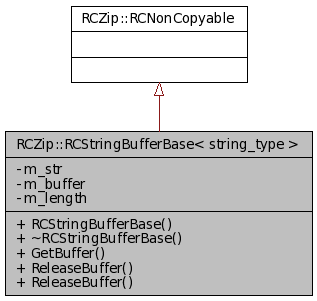 RCZip::RCNonCopyable
RCZip::RCStringBufferBase< string_type >
- m_str
- m_buffer
- m_length
+ RCStringBufferBase()
+ ~RCStringBufferBase()
+ GetBuffer()
+ ReleaseBuffer()
+ ReleaseBuffer()